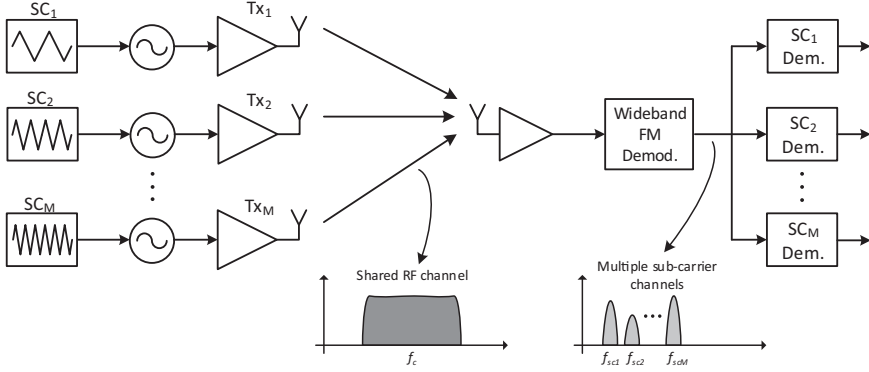 SC1
Tx1
SC2
Tx2
SCM
TxM
Wideband
FM
Demod.
SC1
Dem.
SC2
Dem.
SCM
Dem.
Shared RF channel
fc
Multiple sub-carrier
channels
fsc1 fsc2 fscM